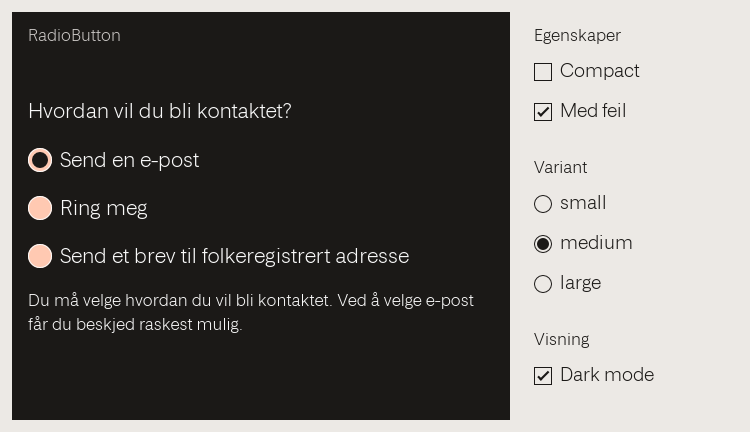 RadioButton
Hvordan vil du bli kontaktet?
Send en e-post
Ring meg
Send et brev til folkeregistrert adresse
Du må velge hvordan du vil bli kontaktet. Ved å velge e-post
får du beskjed raskest mulig.
Egenskaper
Compact
Med feil
Variant
small
medium
large
Visning
Dark mode